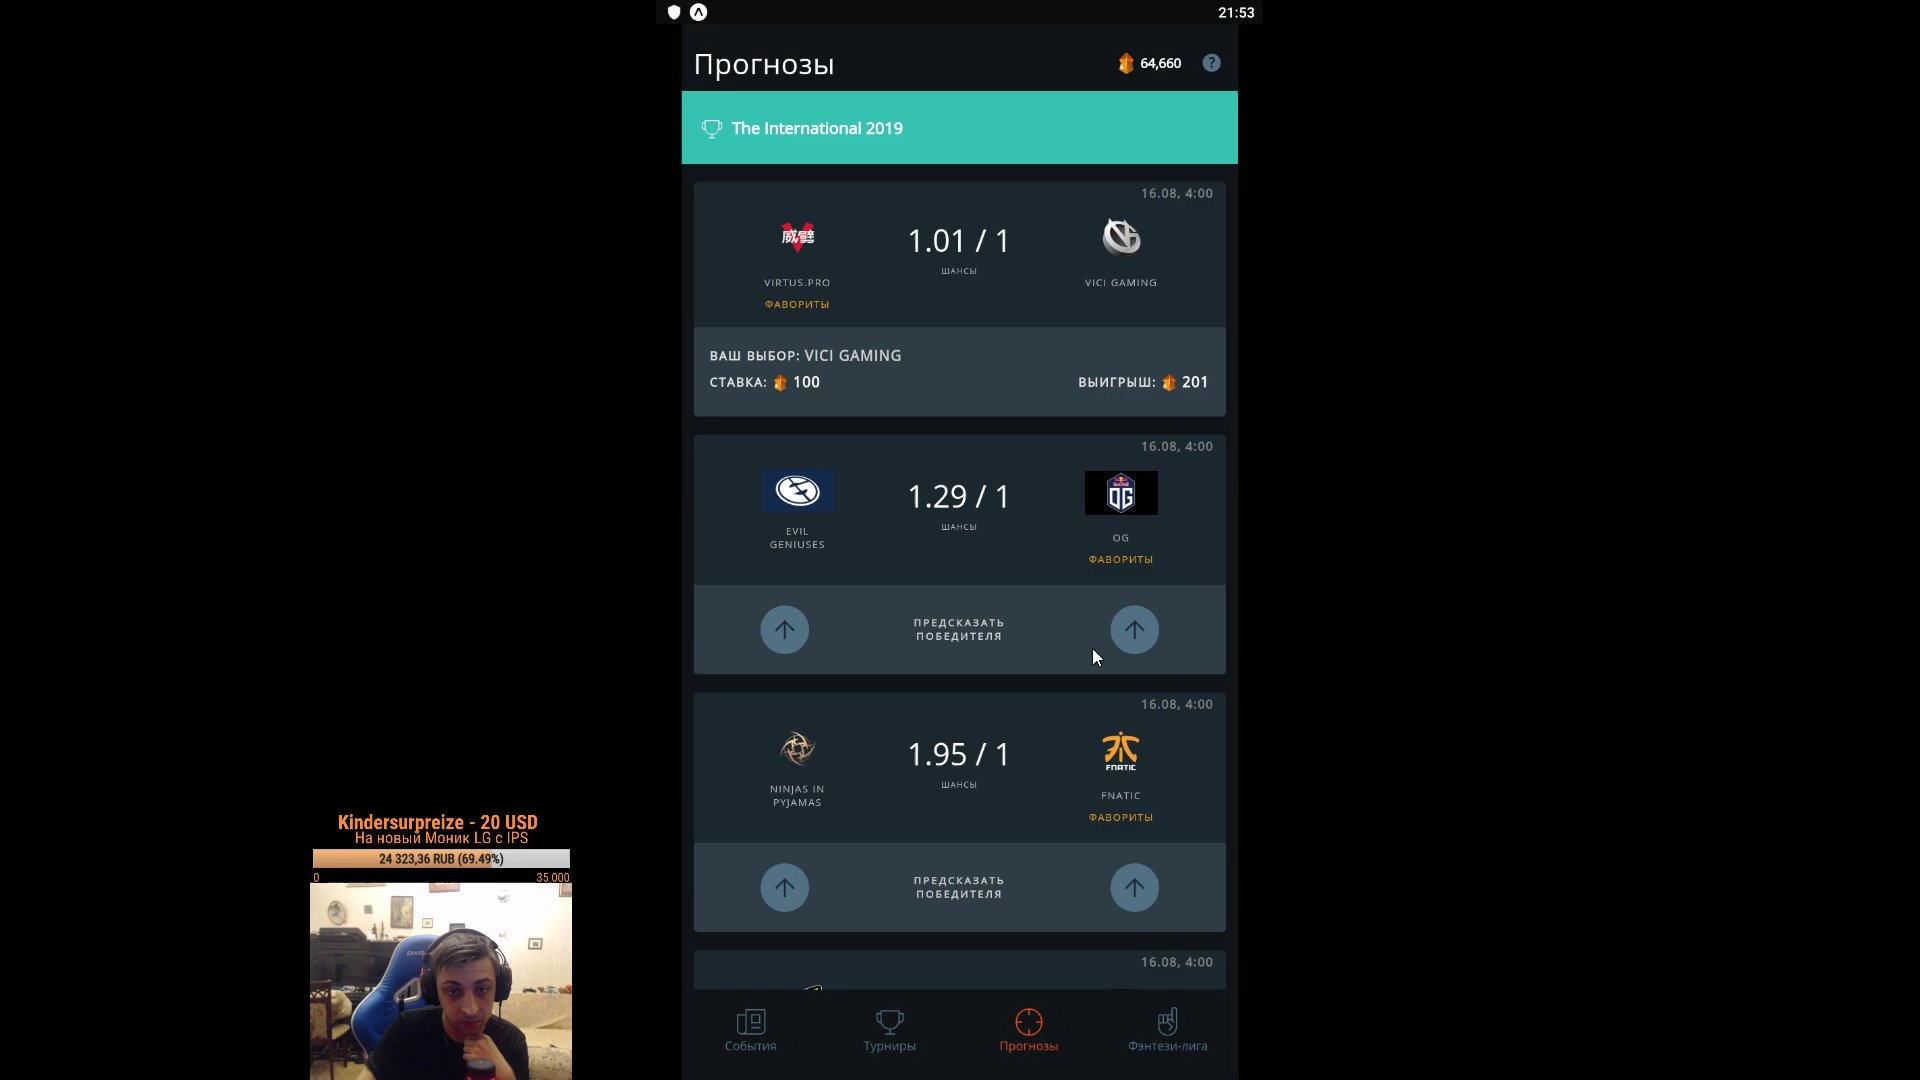 21:53
Прогнозы
64,660
?
The International 2019
16.08, 4:00
威譬
1.01 / 1
ШАНСЫ
VIRTUS.PRO
VICI GAMING
ФАВОРИТЫ
ВАШ ВЫБОР: VICI GAMING
СТАВКА: 100
ВЫИГРЫШ: 201
16.08, 4:00
1.29 / 1
OG
ШАНСЫ
EVIL
GENIUSES
OG
ФАВОРИТЫ
ПРЕДСКАЗАТЬ
ПОБЕДИТЕЛЯ
16.08, 4:00
1.95 / 1
FNATIC
ШАНСЫ
NINJAS IN
PYJAMAS
FNATIC
ФАВОРИТЫ
ПРЕДСКАЗАТЬ
ПОБЕДИТЕЛЯ
16.08, 4:00
События
Турниры
Прогнозы
Фэнтези-лига
Kindersurpreize - 20 USD
На новый Моник LG с IPS
24 323,36 RUB (69.49%)
0
35 000